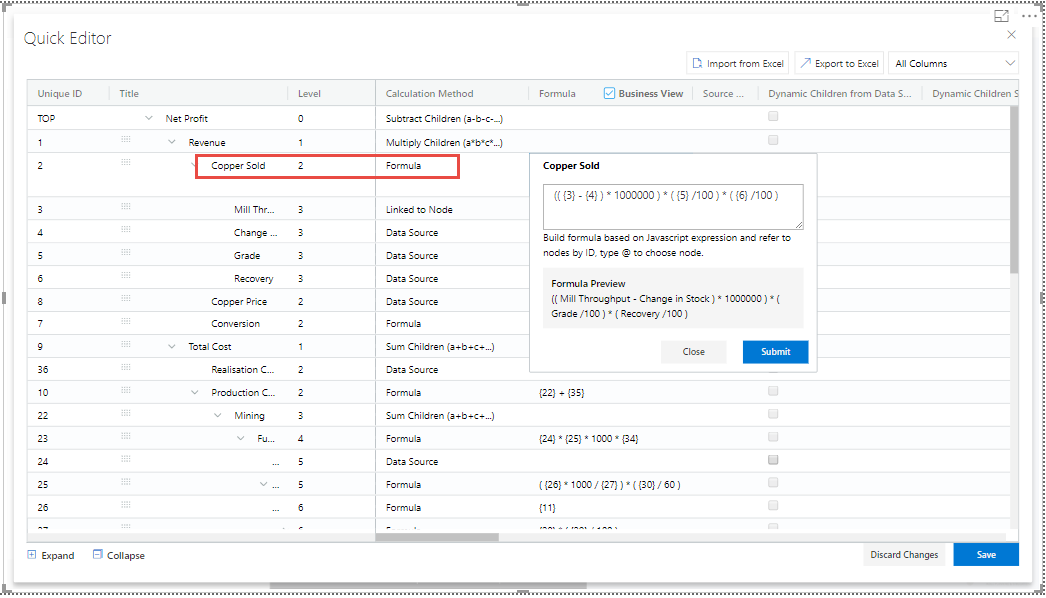 Quick Editor
Import from Excel Export to Excel All Columns
Unique ID Title Level Calculation Method Formula Business View Source ... Dynamic Children from Data S... Dynamic Children S
TOP Net Profit 0 Subtract Children (a-b-c-...)
1 Revenue 1 Multiply Children (a*b*c*...)
2 Copper Sold 2 Formula
3 Mill Thr... 3 Linked to Node
4 Change ... 3 Data Source
5 Grade 3 Data Source
6 Recovery 3 Data Source
8 Copper Price 2 Data Source
7 Conversion 2 Formula
9 Total Cost 1 Sum Children (a+b+c+...)
36 Realisation C... 2 Data Source
10 Production C... 2 Formula {22} + {35}
22 Mining 3 Sum Children (a+b+c+...)
23 Fu... 4 Formula {24} * {25} * 1000 * {34}
24 ... 5 Data Source
25 ... 5 Formula ( {26} * 1000 / {27} ) * ( {30} / 60 )
26 ... 6 Formula {11}
Copper Sold
(( {3} - {4} ) * 1000000 ) * ( {5} /100 ) * ( {6} /100 )
Build formula based on Javascript expression and refer to
nodes by ID, type @ to choose node.
Formula Preview
(( Mill Throughput - Change in Stock ) * 1000000 ) * (
Grade /100 ) * ( Recovery /100 )
Close Submit
Expand Collapse Discard Changes Save